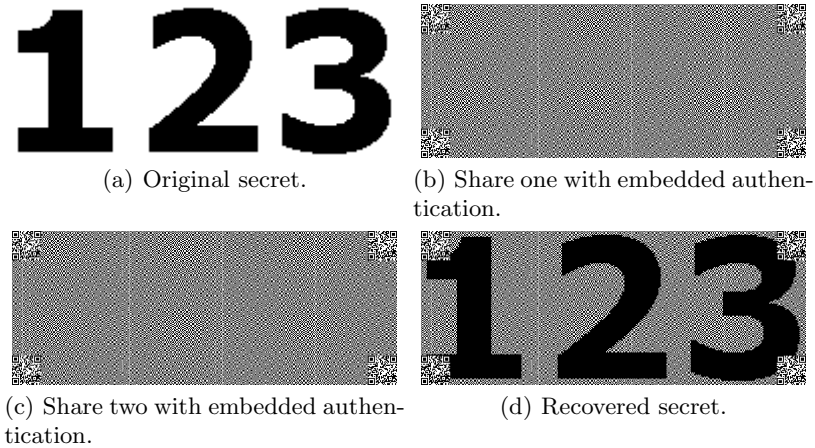 123
(a) Original secret.
(b) Share one with embedded authen-
tication.
(c) Share two with embedded authen-
tication.
123
(d) Recovered secret.